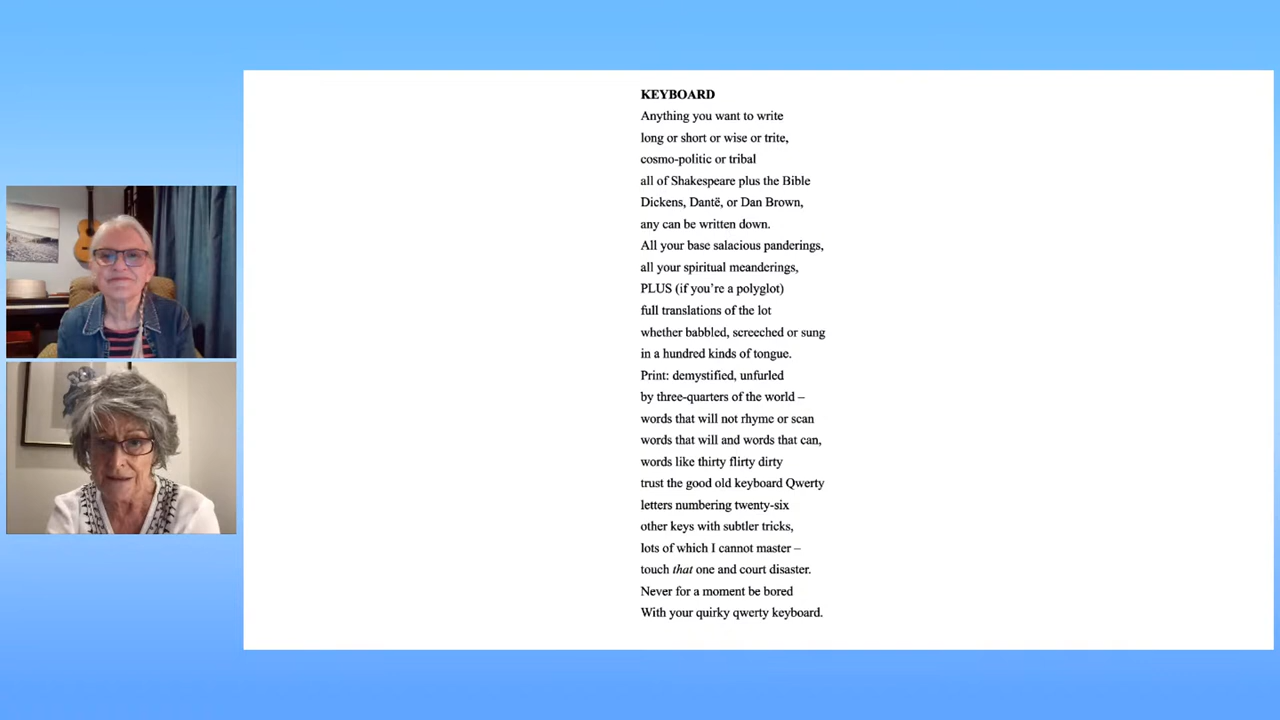 KEYBOARD
Anything you want to write
long or short or wise or trite,
cosmo-politic or tribal
all of Shakespeare plus the Bible
Dickens, Dantë, or Dan Brown,
any can be written down.
All your base salacious panderings,
all your spiritual meanderings,
PLUS (if you’re a polyglot)
full translations of the lot
whether babbled, screeched or sung
in a hundred kinds of tongue.
Print: demystified, unfurled
by three-quarters of the world –
words that will not rhyme or scan
words that will and words that can,
words like thirty flirty dirty
trust the good old keyboard Qwerty
letters numbering twenty-six
other keys with subtler tricks,
lots of which I cannot master –
touch that one and court disaster.
Never for a moment be bored
With your quirky qwerty keyboard.